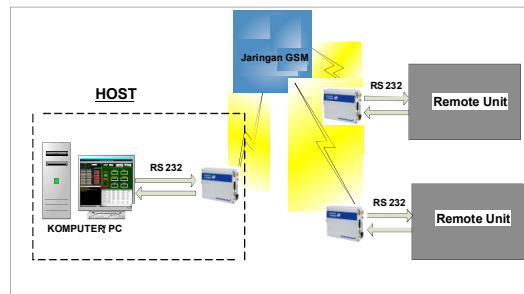 Jaringan GSM
HOST
RS 232
KOMPUTER/PC
RS 232
Remote Unit
RS 232
Remote Unit